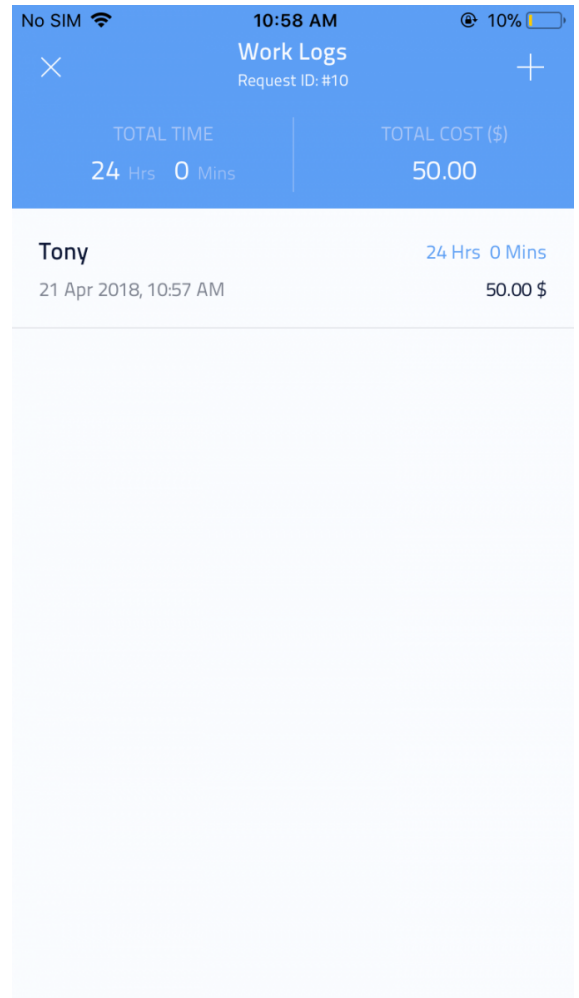 No SIM 10:58 AM 10%
Work Logs
Request ID: #10
TOTAL TIME TOTAL COST ($)
24 Hrs 0 Mins 50.00
Tony 24 Hrs 0 Mins
21 Apr 2018, 10:57 AM 50.00 $